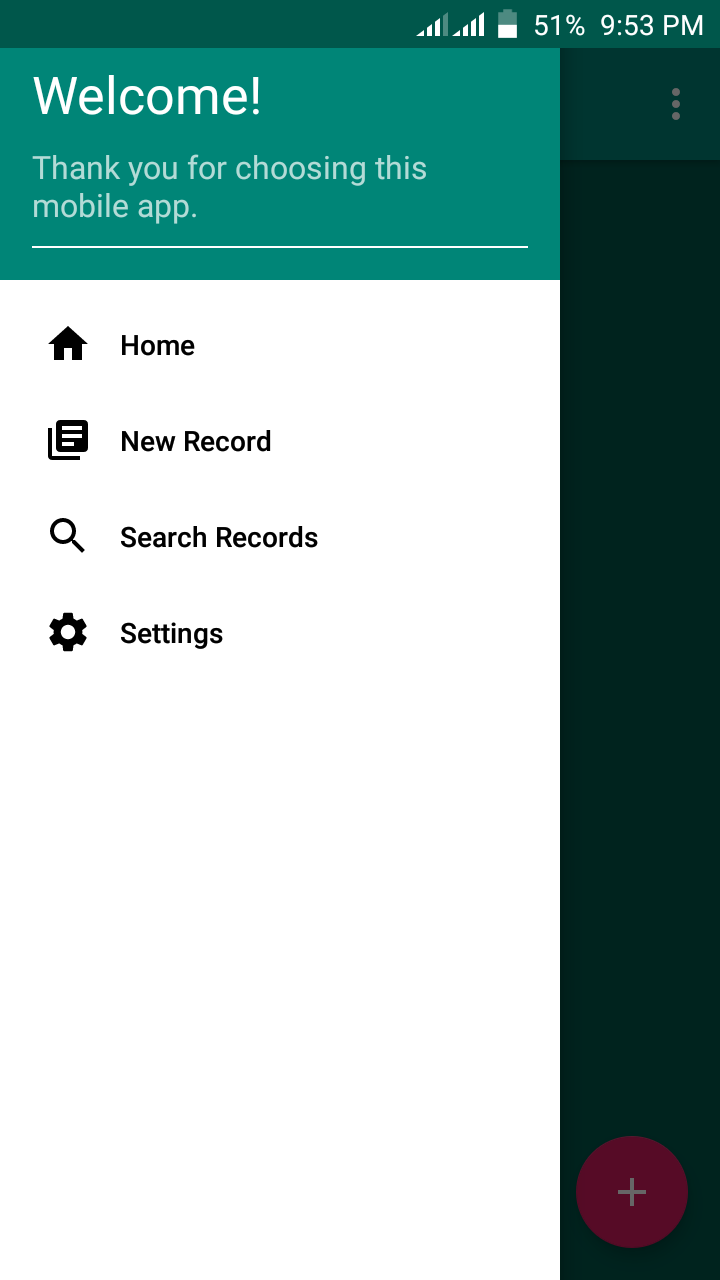 51% 9:53 PM
Welcome!
Thank you for choosing this
mobile app.
Home
New Record
Search Records
Settings